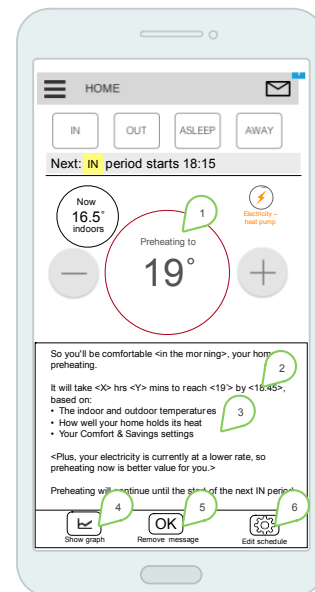 HOME
IN OUT ASLEEP AWAY
Next: IN period starts 18:15
Now
16.5°
indoors
1
Electricity –
heat pump
Preheating to
19°
So you'll be comfortable <in the morning>, your home
preheating.
2
It will take <X> hrs <Y> mins to reach <19°> by <18:45>,
based on:
• The indoor and outdoor temperatures
• How well your home holds its heat
• Your Comfort & Savings settings
3
<Plus, your electricity is currently at a lower rate, so
preheating now is better value for you.>
Preheating will continue until the start of the next IN period
4 5 6
OK
Show graph Remove message Edit schedule